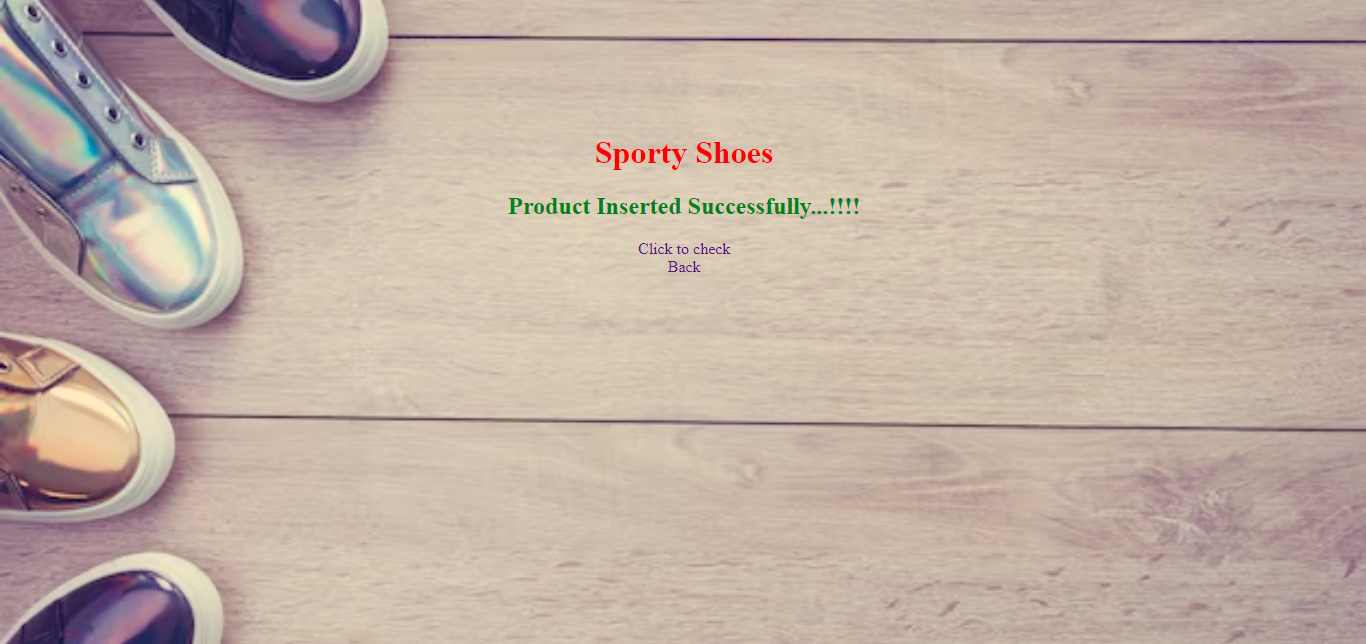 Sporty Shoes
Product Inserted Successfully...!!!!
Click to check
Back